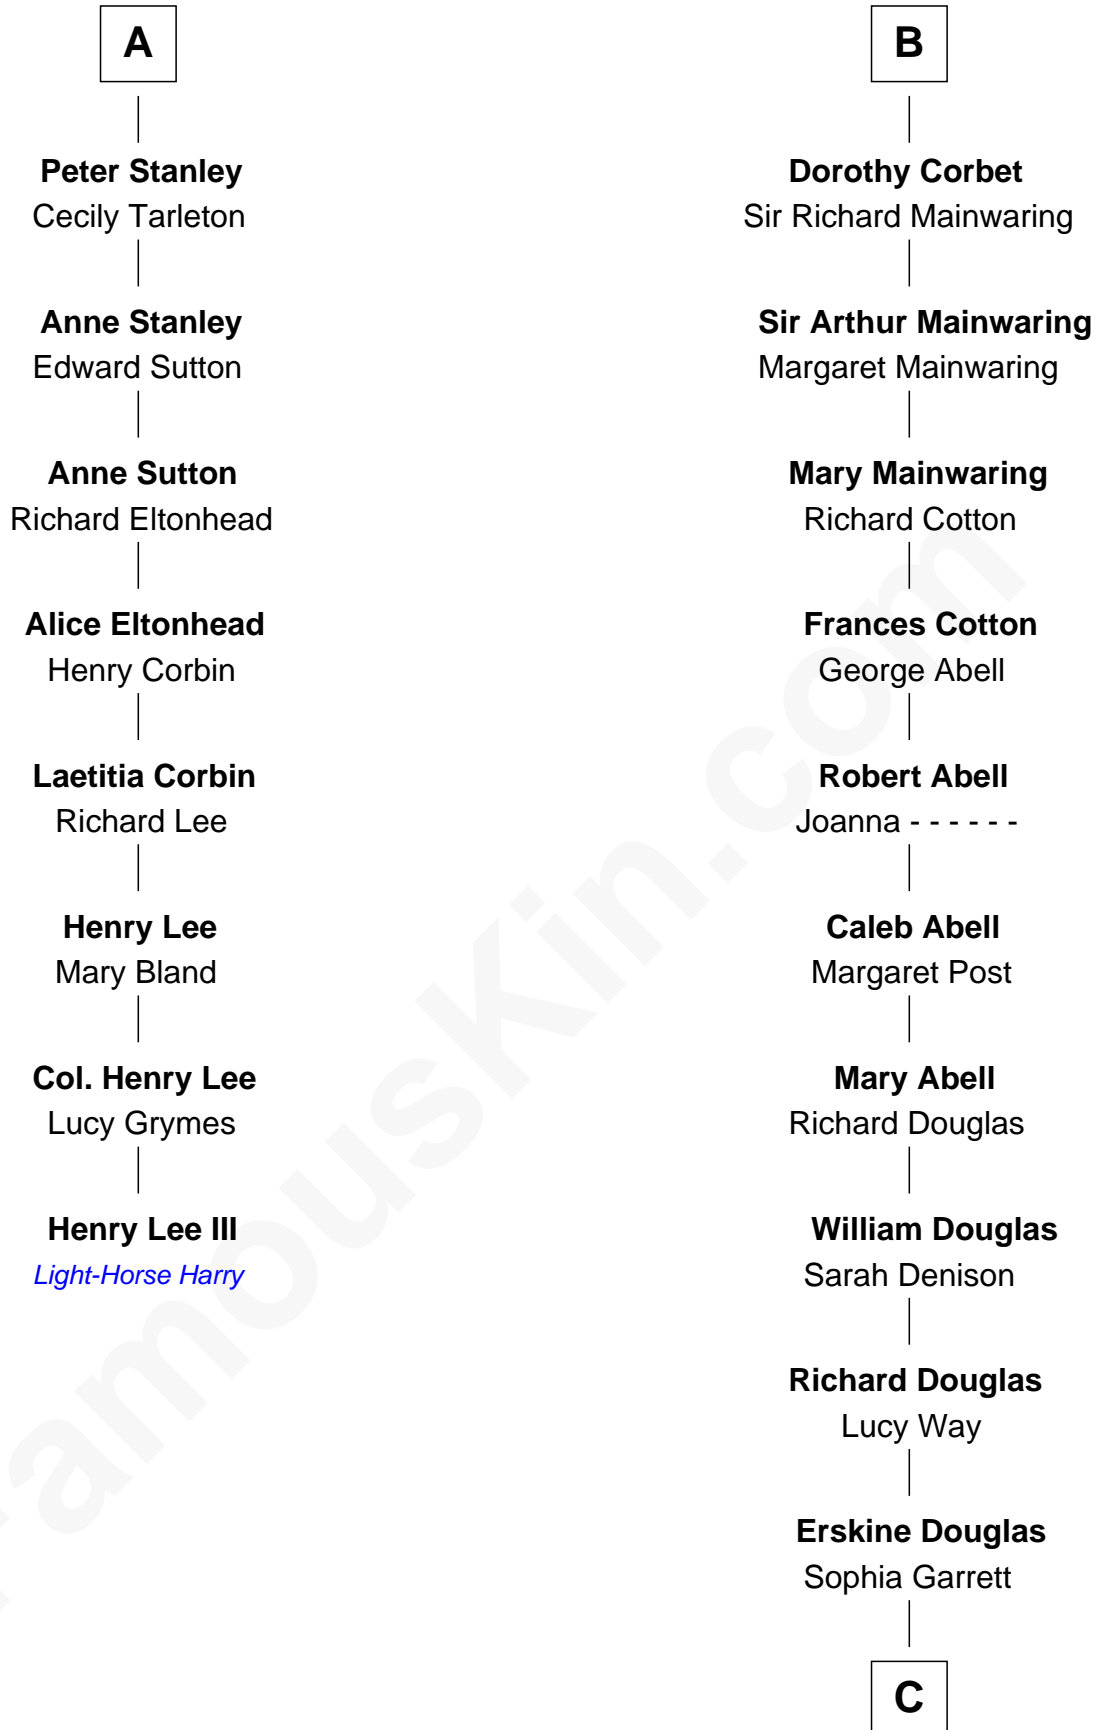 A
Peter Stanley
Cecily Tarleton
Anne Stanley
Edward Sutton
Anne Sutton
Richard Eltonhead
Alice Eltonhead
Henry Corbin
Laetitia Corbin
Richard Lee
Henry Lee
Mary Bland
Col. Henry Lee
Lucy Grymes
Henry Lee III
Light-Horse Harry
B
Dorothy Corbet
Sir Richard Mainwaring
Sir Arthur Mainwaring
Margaret Mainwaring
Mary Mainwaring
Richard Cotton
Frances Cotton
George Abell
Robert Abell
Joanna - - - - - -
Caleb Abell
Margaret Post
Mary Abell
Richard Douglas
William Douglas
Sarah Denison
Richard Douglas
Lucy Way
Erskine Douglas
Sophia Garrett
C
FamousKin.com